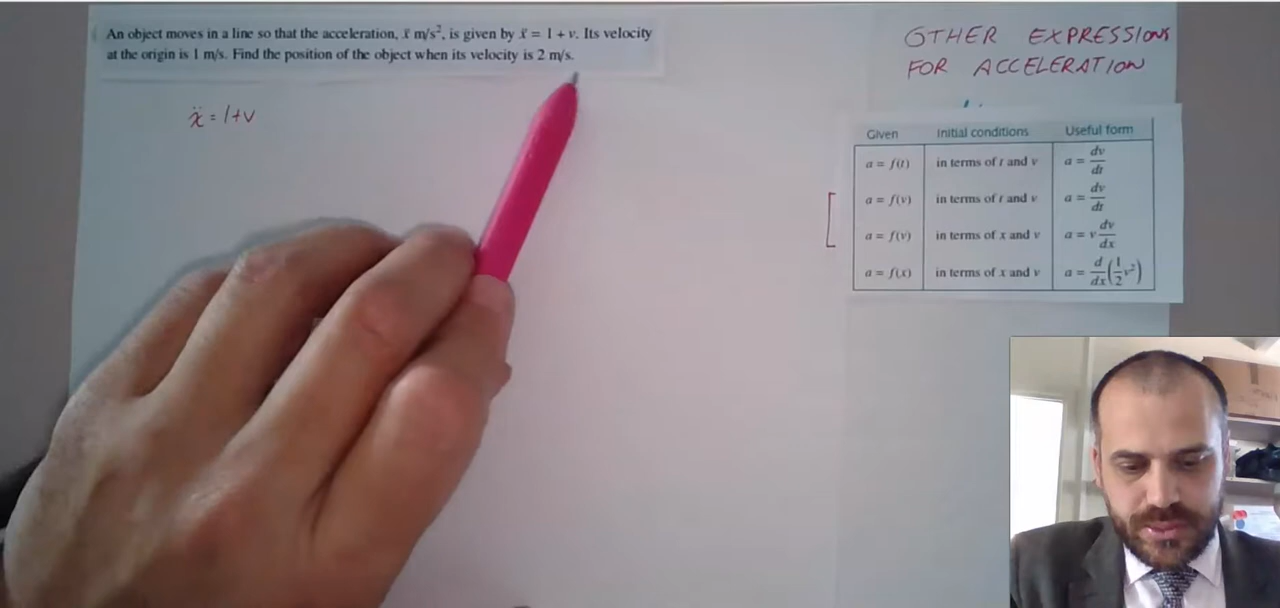 An object moves in a line so that the acceleration, ẍ m/s², is given by ẍ = 1 + v. Its velocity
at the origin is 1 m/s. Find the position of the object when its velocity is 2 m/s.
ẍ = 1+v
OTHER EXPRESSIONS
FOR ACCELERATION
Given Initial conditions Useful form
a = f(t) in terms of t and v a = dv/dt
a = f(v) in terms of t and v a = dv/dt
a = f(v) in terms of x and v a = v dv/dx
a = f(x) in terms of x and v a = d/dx(1/2 v²)